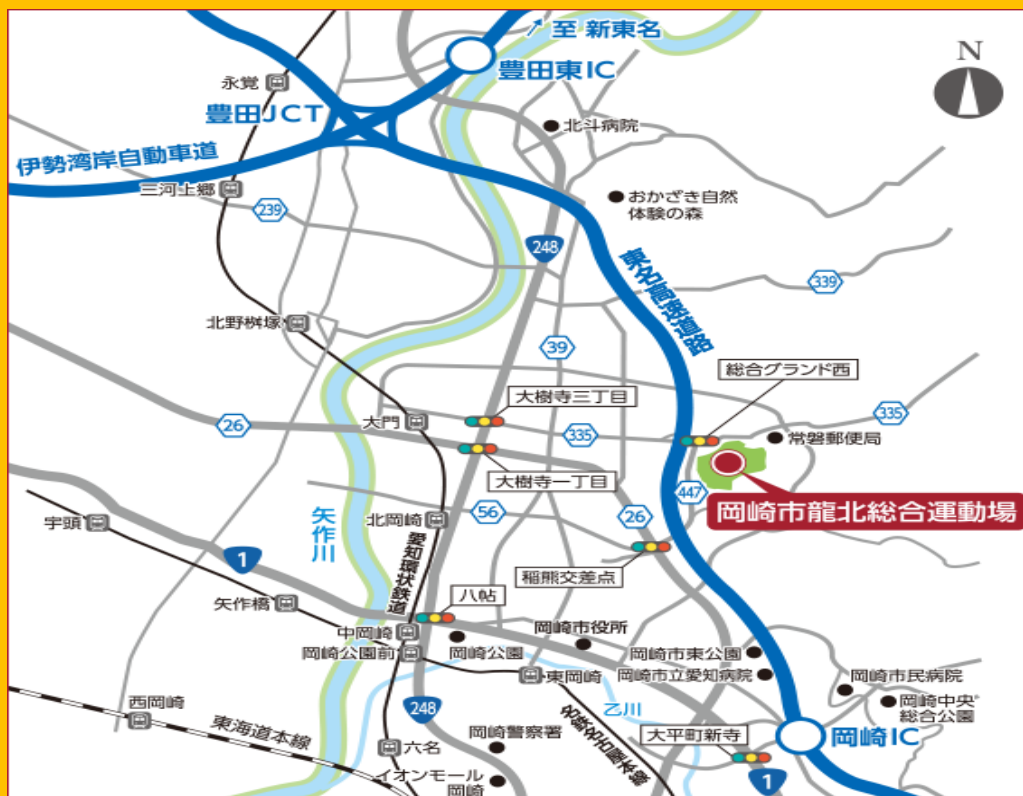 至 新東名
豊田東IC
N
永覚
豊田JCT
北斗病院
伊勢湾岸自動車道
三河上郷
おかざき自然
体験の森
239
248
東名高速道路
339
北野桝塚
39
総合グランド西
大樹寺三丁目
335
26
大門
335
常磐郵便局
大樹寺一丁目
447
岡崎市龍北総合運動場
56
26
宇頭
矢作川
北岡崎
愛知環状鉄道
1
稲熊交差点
八帖
矢作橋
中岡崎
岡崎市役所
岡崎公園前
岡崎公園
岡崎市東公園
岡崎市立愛知病院
東岡崎
岡崎市民病院
西岡崎
東海道本線
248
乙川
名鉄名古屋本線
岡崎中央
総合公園
大平町新寺
岡崎IC
六名
岡崎警察署
イオンモール
岡崎
1